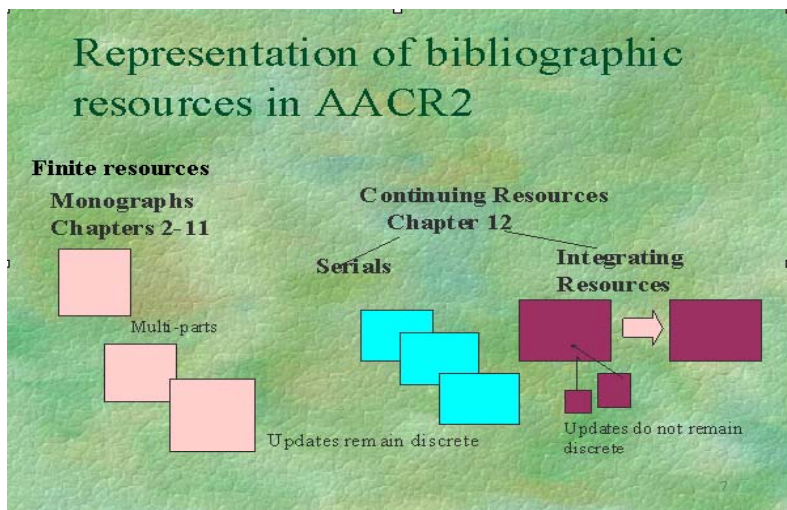 Representation of bibliographic
resources in AACR2
Finite resources
Monographs
Chapters 2-11
Multi-parts
Continuing Resources
Chapter 12
Serials
Integrating
Resources
Updates remain discrete
Updates do not remain
discrete
7